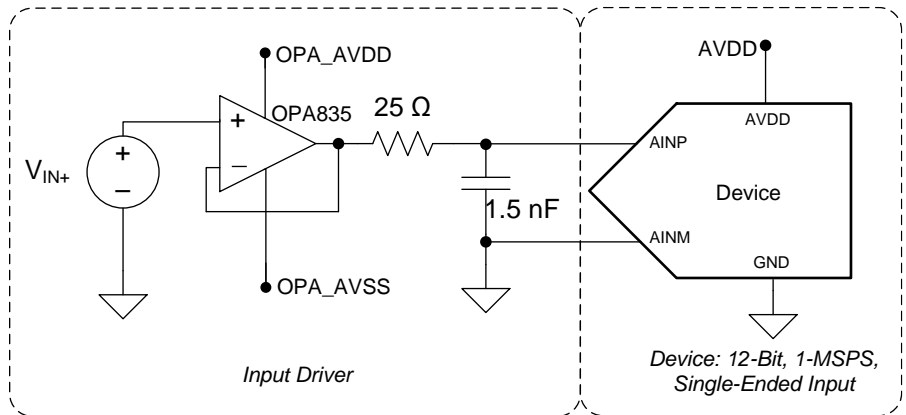 OPA_AVDD
AVDD
OPA835
25 Ω
+
−
AVDD
AINP
VIN+
+
−
Device
1.5 nF
AINM
GND
OPA_AVSS
Input Driver
Device: 12-Bit, 1-MSPS,
Single-Ended Input